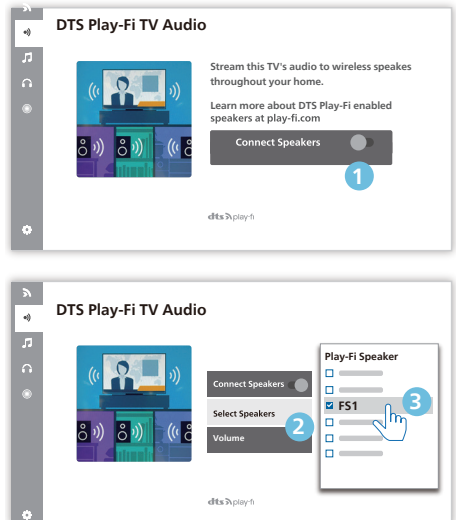 DTS Play-Fi TV Audio
Stream this TV's audio to wireless speakes
throughout your home.
Learn more about DTS Play-Fi enabled
speakers at play-fi.com
Connect Speakers
1
dts play-fi
DTS Play-Fi TV Audio
Connect Speakers
Select Speakers
2
Volume
Play-Fi Speaker
FS1
3
dts play-fi